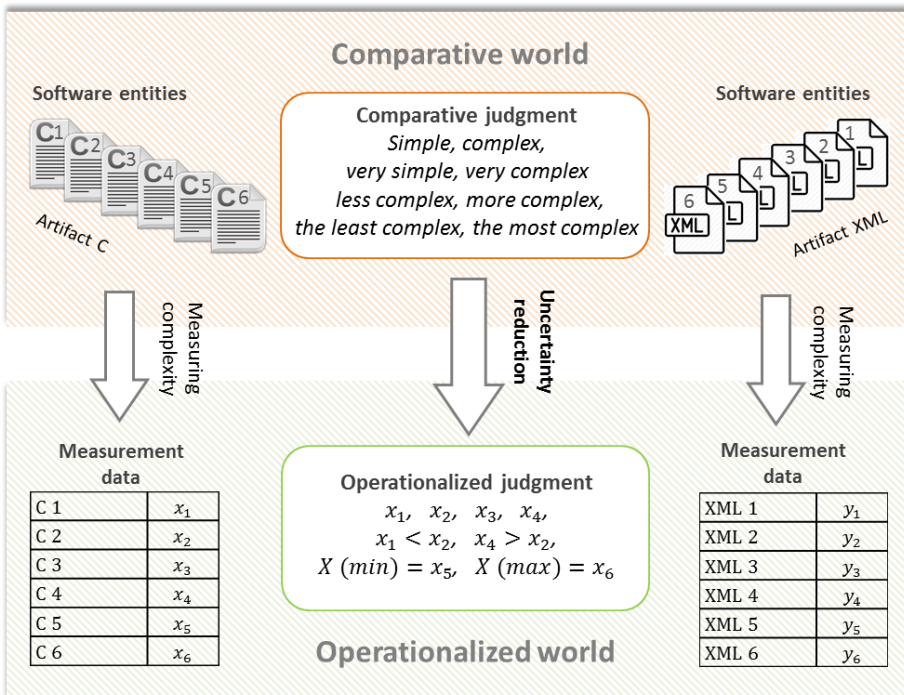 Comparative world
Software entities
C1
C2
C3
C4
C5
C6
Artifact C
Comparative judgment
Simple, complex,
very simple, very complex
less complex, more complex,
the least complex, the most complex
Software entities
1
2
3
4
5
6
L
L
L
L
L
XML
Artifact XML
Measuring
complexity
Uncertainty
reduction
Measuring
complexity
Measurement
data
C 1 x₁
C 2 x₂
C 3 x₃
C 4 x₄
C 5 x₅
C 6 x₆
Operationalized judgment
x₁, x₂, x₃, x₄,
x₁ < x₂, x₄ > x₂,
X (min) = x₅, X (max) = x₆
Measurement
data
XML 1 y₁
XML 2 y₂
XML 3 y₃
XML 4 y₄
XML 5 y₅
XML 6 y₆
Operationalized world